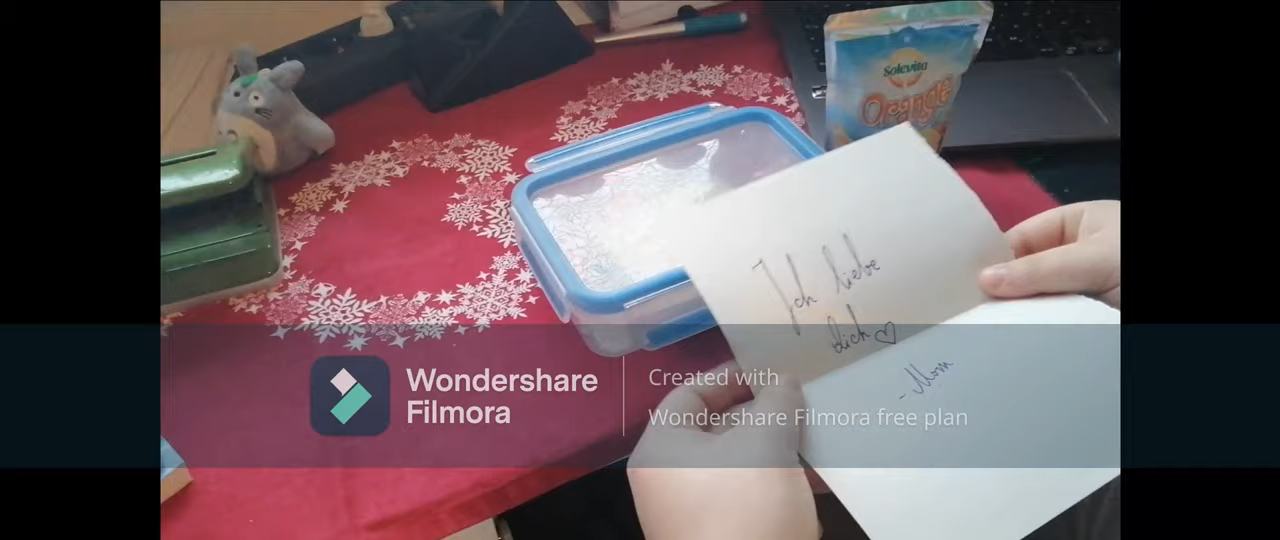 Solevita
Orange
Ich liebe
dich ♡
- Mom
Wondershare
Filmora
Created with
Wondershare Filmora free plan